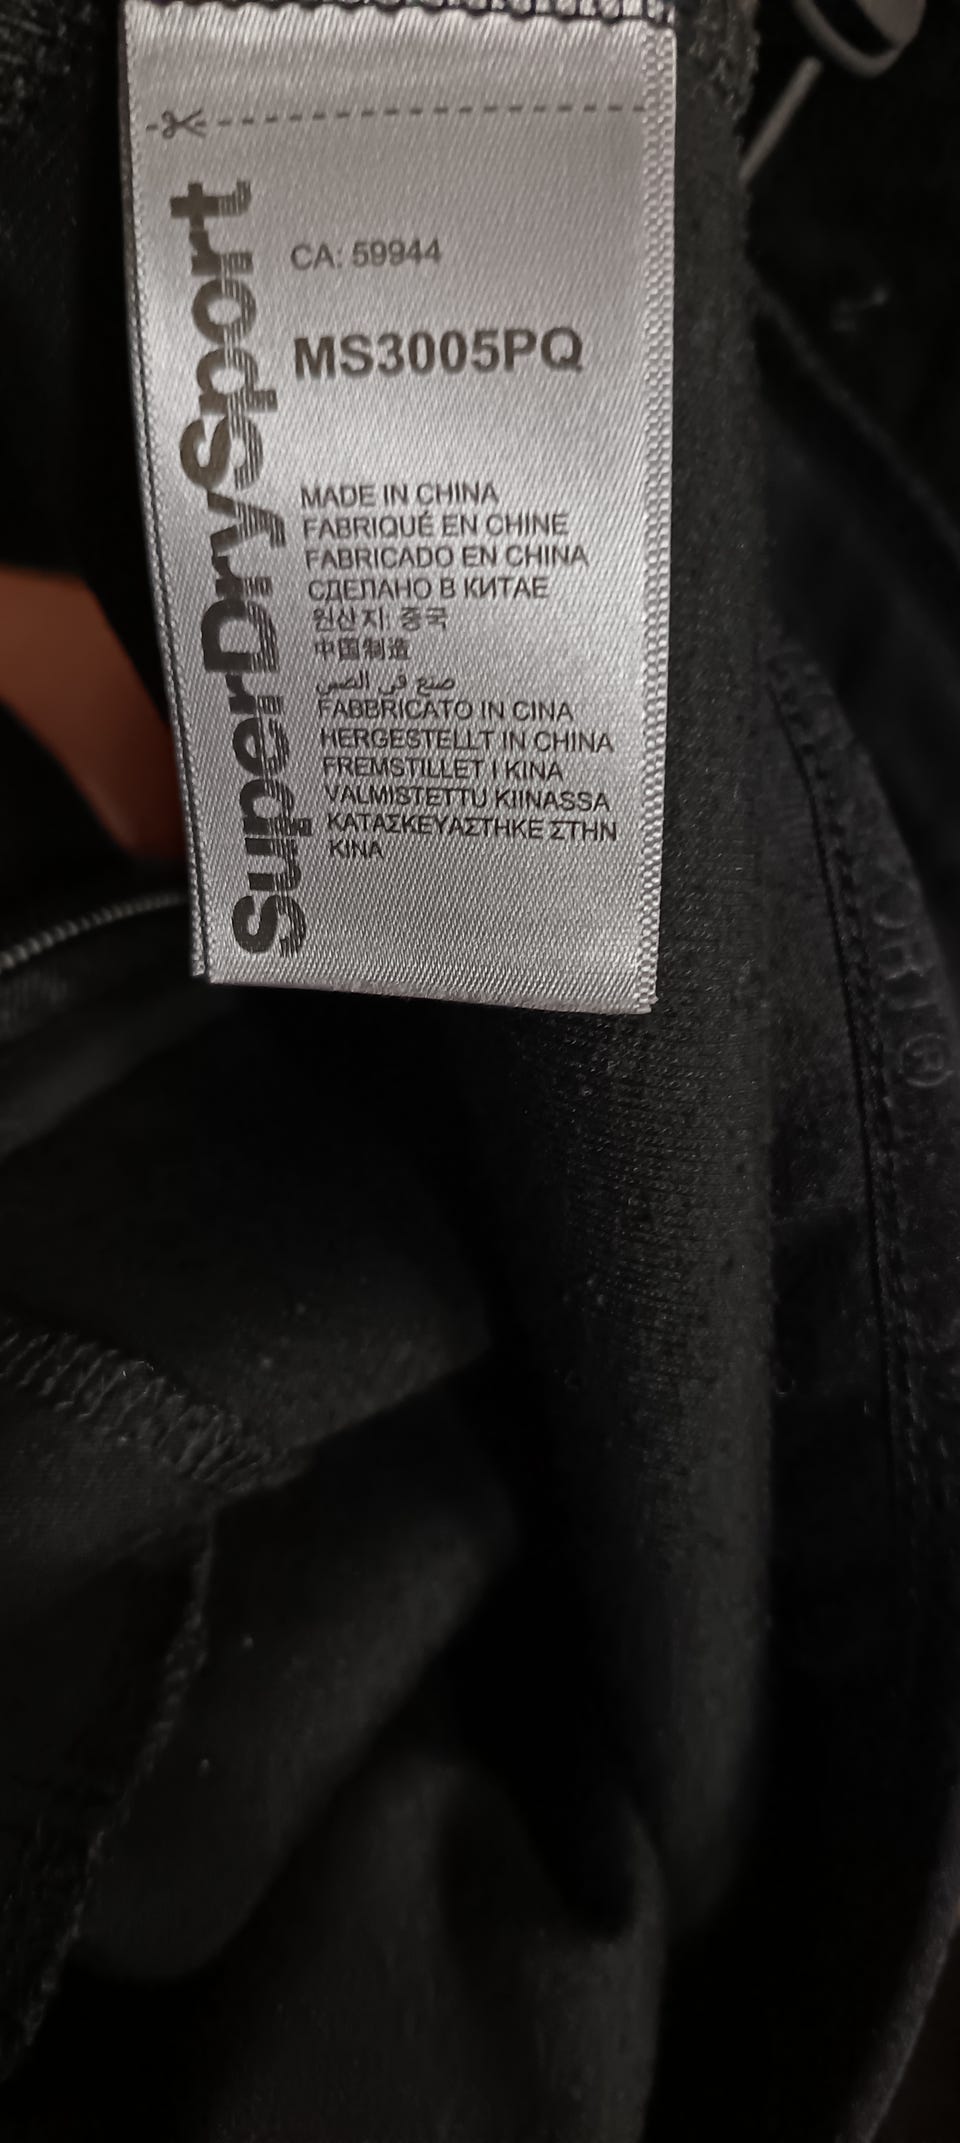 SuperDrySport
CA: 59944
MS3005PQ
MADE IN CHINA
FABRIQUÉ EN CHINE
FABRICADO EN CHINA
СДЕЛАНО В КИТАЕ
원산지: 중국
中国制造
صنع في الصين
FABBRICATO IN CINA
HERGESTELLT IN CHINA
FREMSTILLET I KINA
VALMISTETTU KIINASSA
ΚΑΤΑΣΚΕΥΑΣΤΗΚΕ ΣΤΗΝ
ΚΙΝΑ
ORT®